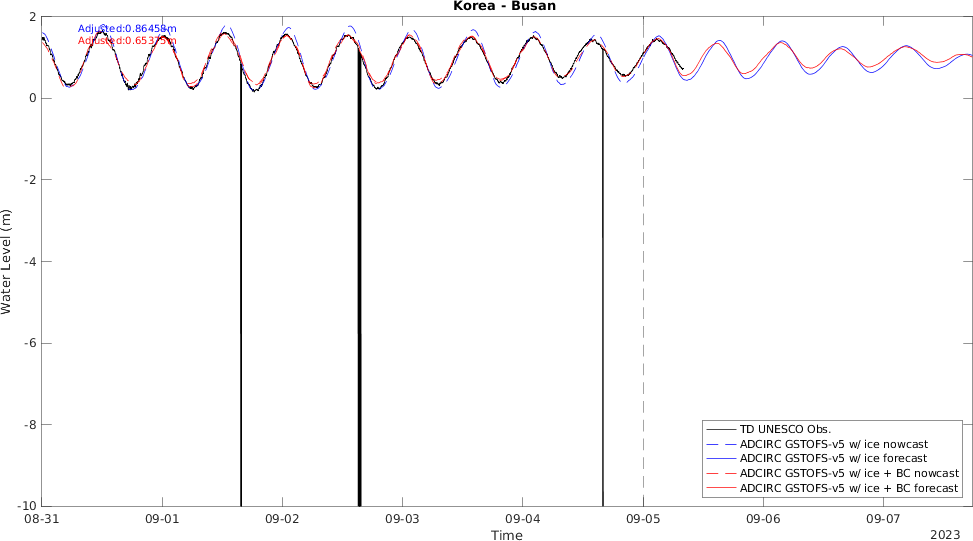 Korea - Busan
Adjusted:0.86458m
Water Level (m)
2
0
-2
-4
-6
-8
-10
08-31
09-01
09-02
09-03
09-04
09-05
09-06
09-07
Time
2023
TD UNESCO Obs.
ADCIRC GSTOFS-v5 w/ ice nowcast
ADCIRC GSTOFS-v5 w/ ice forecast
ADCIRC GSTOFS-v5 w/ ice + BC nowcast
ADCIRC GSTOFS-v5 w/ ice + BC forecast